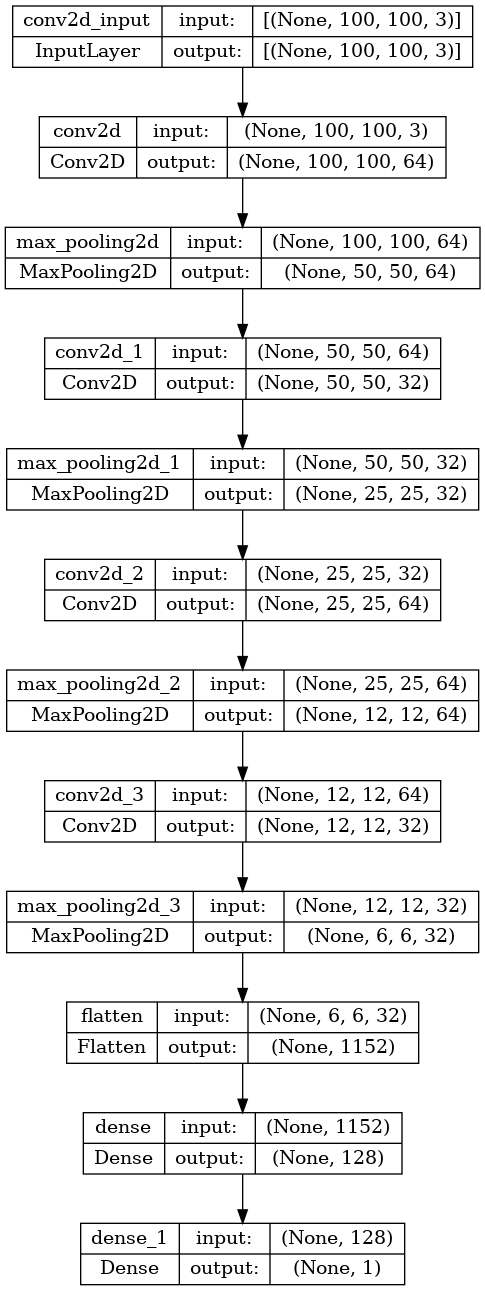 conv2d_input input: [(None, 100, 100, 3)]
InputLayer output: [(None, 100, 100, 3)]
conv2d input: (None, 100, 100, 3)
Conv2D output: (None, 100, 100, 64)
max_pooling2d input: (None, 100, 100, 64)
MaxPooling2D output: (None, 50, 50, 64)
conv2d_1 input: (None, 50, 50, 64)
Conv2D output: (None, 50, 50, 32)
max_pooling2d_1 input: (None, 50, 50, 32)
MaxPooling2D output: (None, 25, 25, 32)
conv2d_2 input: (None, 25, 25, 32)
Conv2D output: (None, 25, 25, 64)
max_pooling2d_2 input: (None, 25, 25, 64)
MaxPooling2D output: (None, 12, 12, 64)
conv2d_3 input: (None, 12, 12, 64)
Conv2D output: (None, 12, 12, 32)
max_pooling2d_3 input: (None, 12, 12, 32)
MaxPooling2D output: (None, 6, 6, 32)
flatten input: (None, 6, 6, 32)
Flatten output: (None, 1152)
dense input: (None, 1152)
Dense output: (None, 128)
dense_1 input: (None, 128)
Dense output: (None, 1)